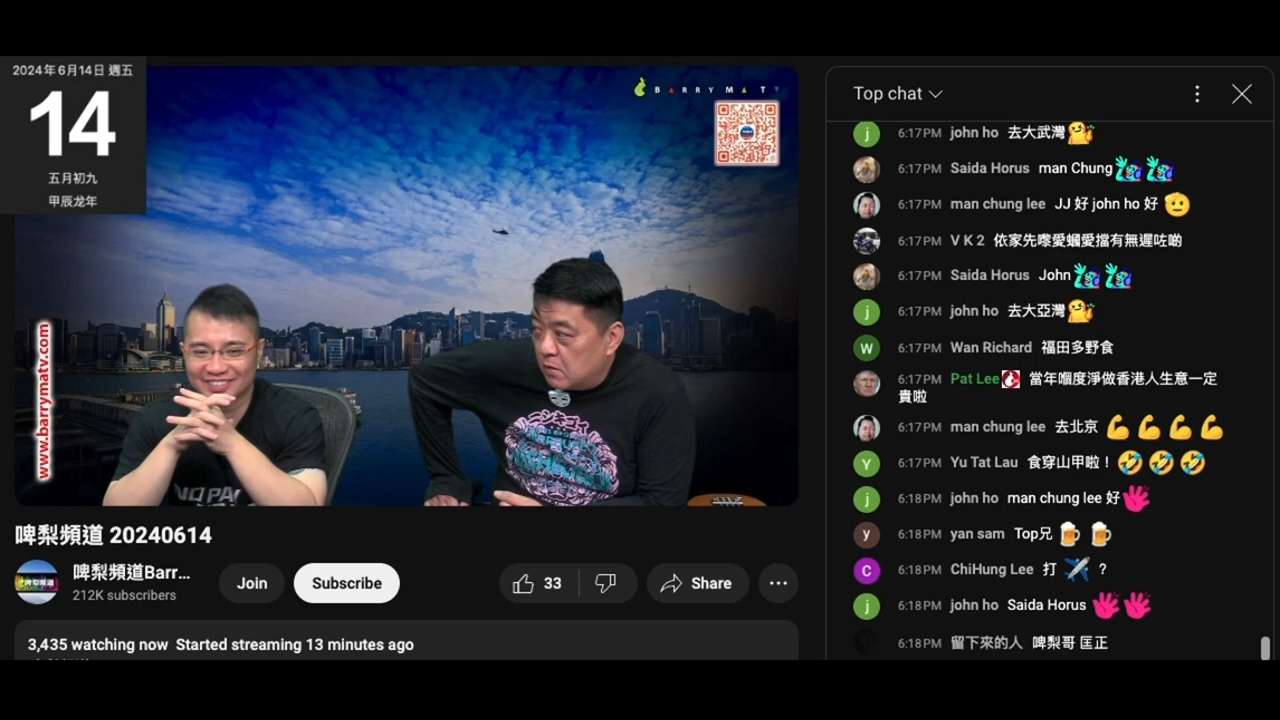 2024年6月14日 週五
14
五月初九
甲辰龙年
BARRYMATV
www.barrymatv.com
NO PA
ニシキゴイ
啤梨頻道 20240614
啤梨頻道Barr...
212K subscribers
Join
Subscribe
33
Share
3,435 watching now Started streaming 13 minutes ago
Top chat
6:17PM john ho 去大武灣
6:17PM Saida Horus man Chung
6:17PM man chung lee JJ 好 john ho 好
6:17PM V K 2 依家先嚟愛蠟愛擋有無遲咗啲
6:17PM Saida Horus John
6:17PM john ho 去大亞灣
6:17PM Wan Richard 福田多野食
6:17PM Pat Lee 當年嗰度淨做香港人生意一定
貴啦
6:17PM man chung lee 去北京 💪💪💪💪
6:17PM Yu Tat Lau 食穿山甲啦！🤣🤣🤣
6:18PM john ho man chung lee 好
6:18PM yan sam Top兄 🍺🍺
6:18PM ChiHung Lee 打 ✈️ ?
6:18PM john ho Saida Horus
6:18PM 留下來的人 啤梨哥 匡正